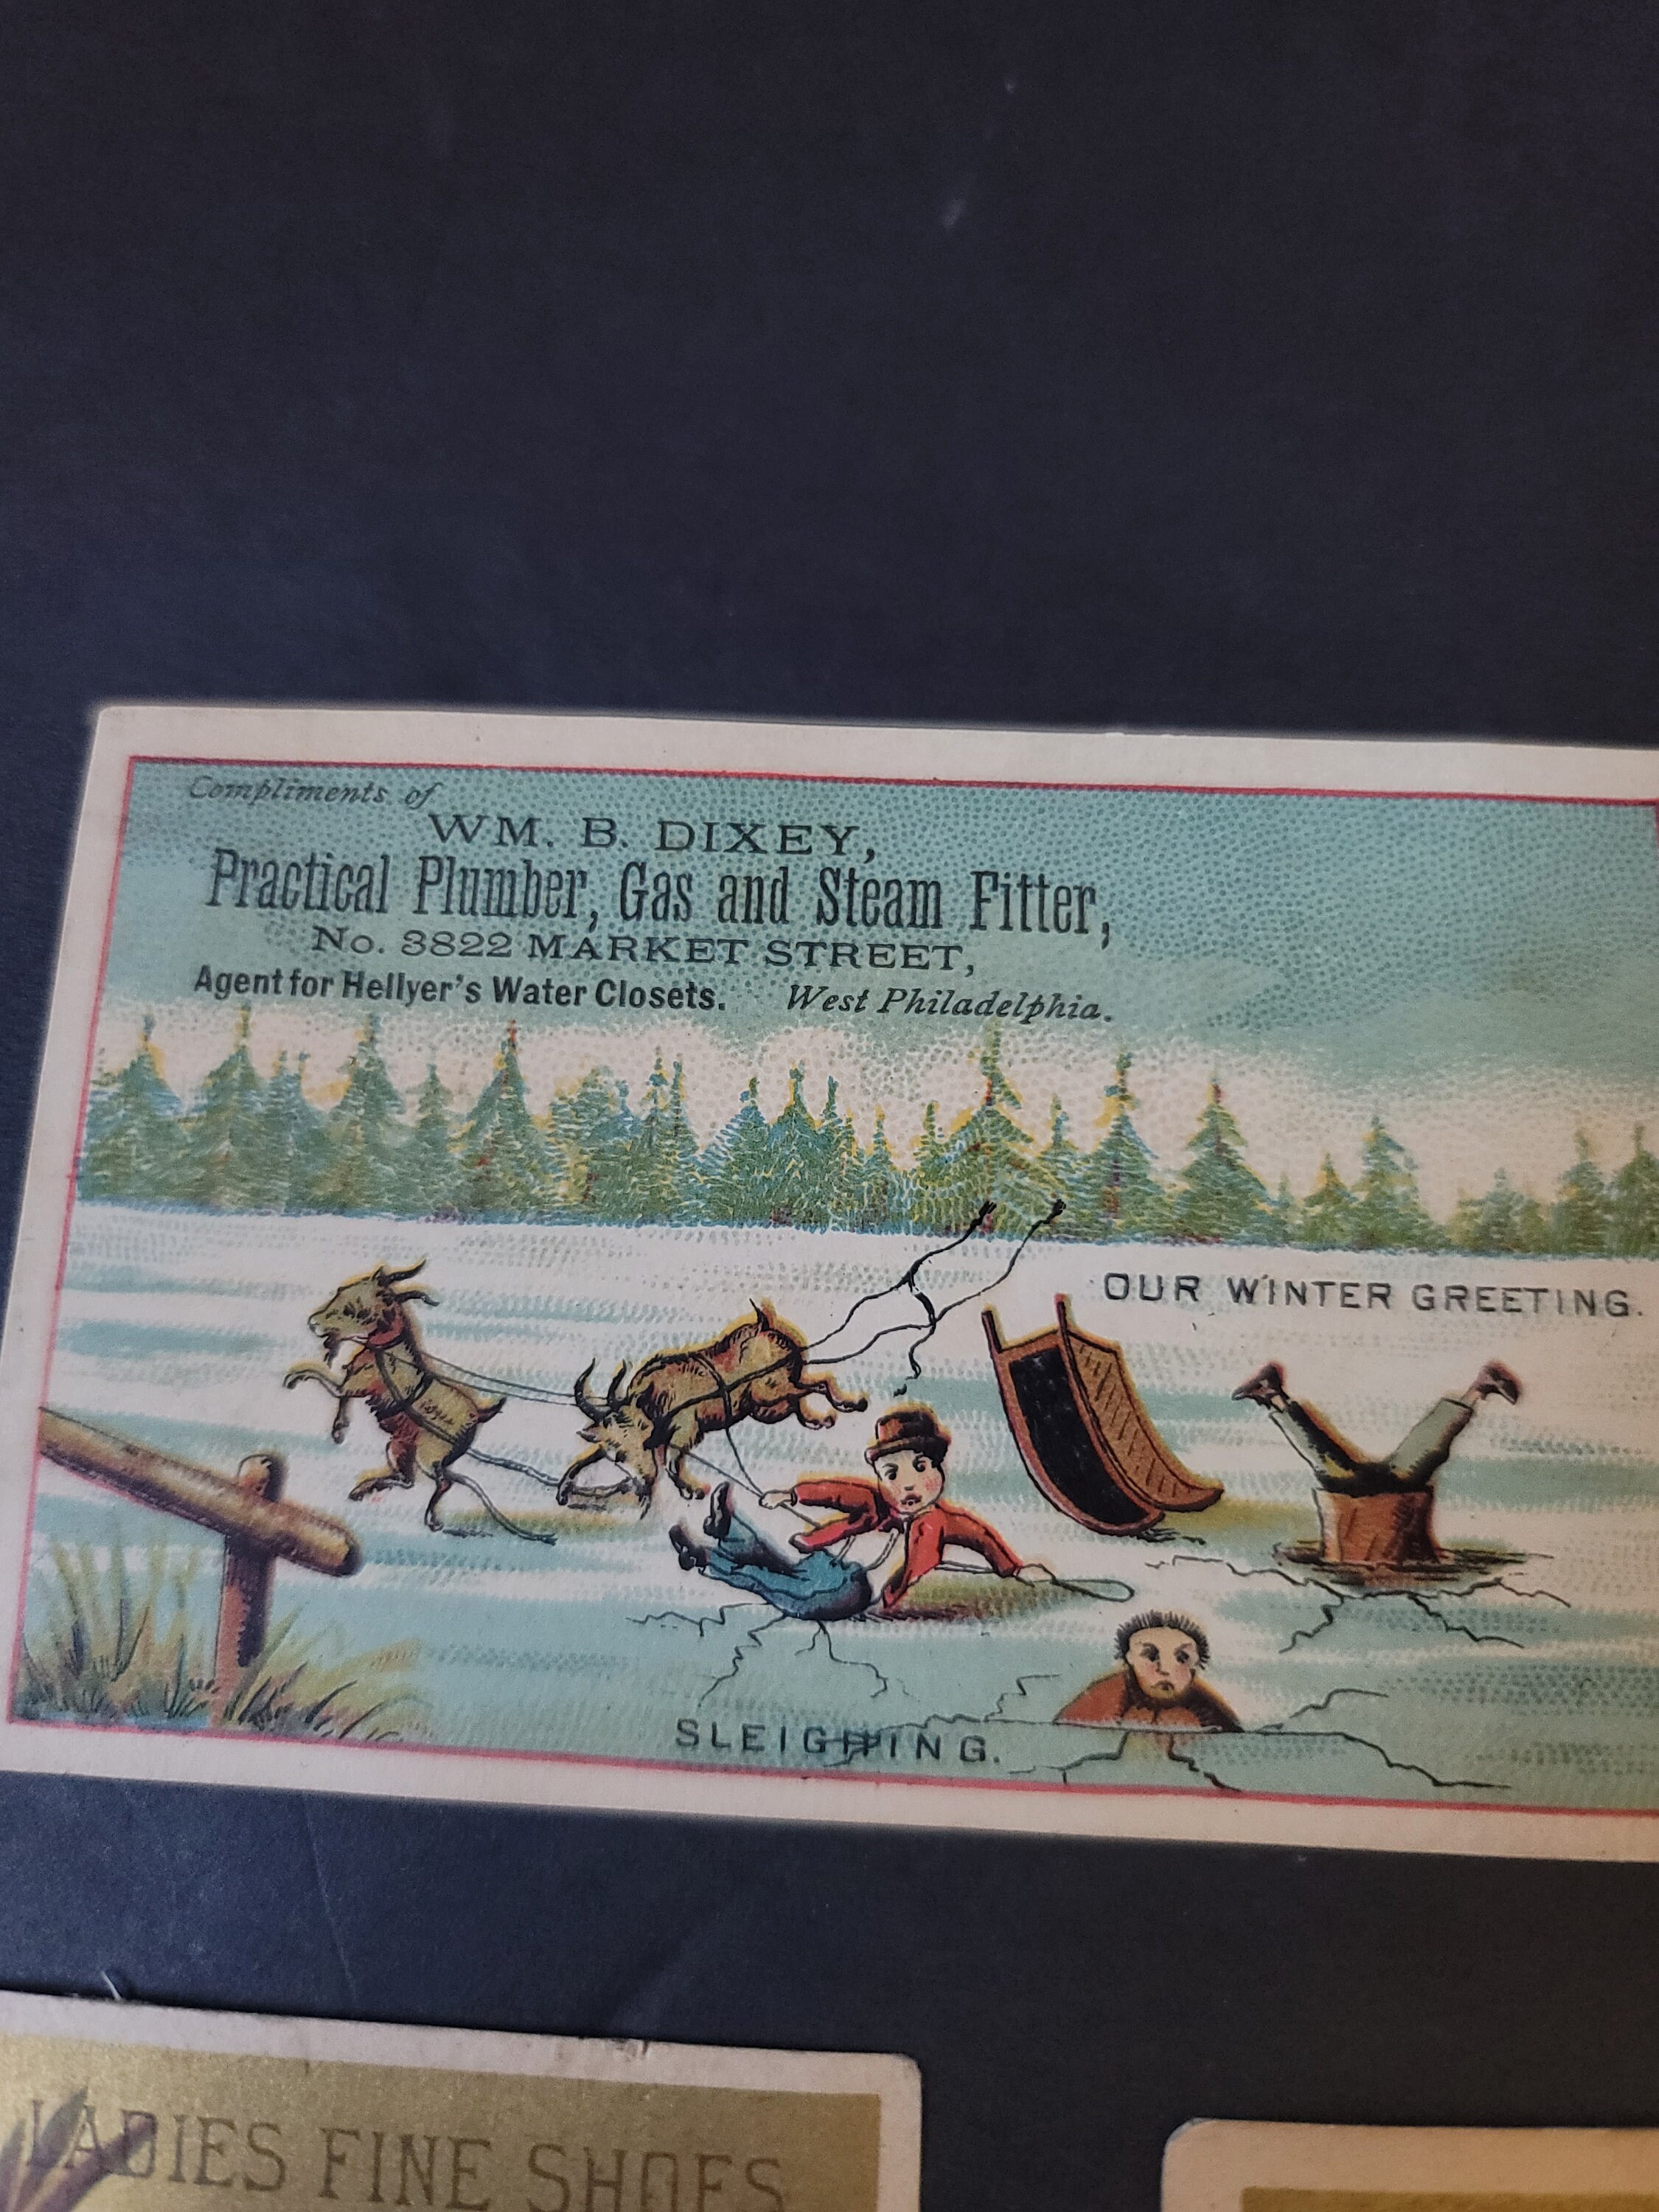 Compliments of
WM. B. DIXEY,
Practical Plumber, Gas and Steam Fitter,
No. 3822 MARKET STREET,
Agent for Hellyer's Water Closets. West Philadelphia.
OUR WINTER GREETING.
SLEIGHING.
LADIES FINE SHOES